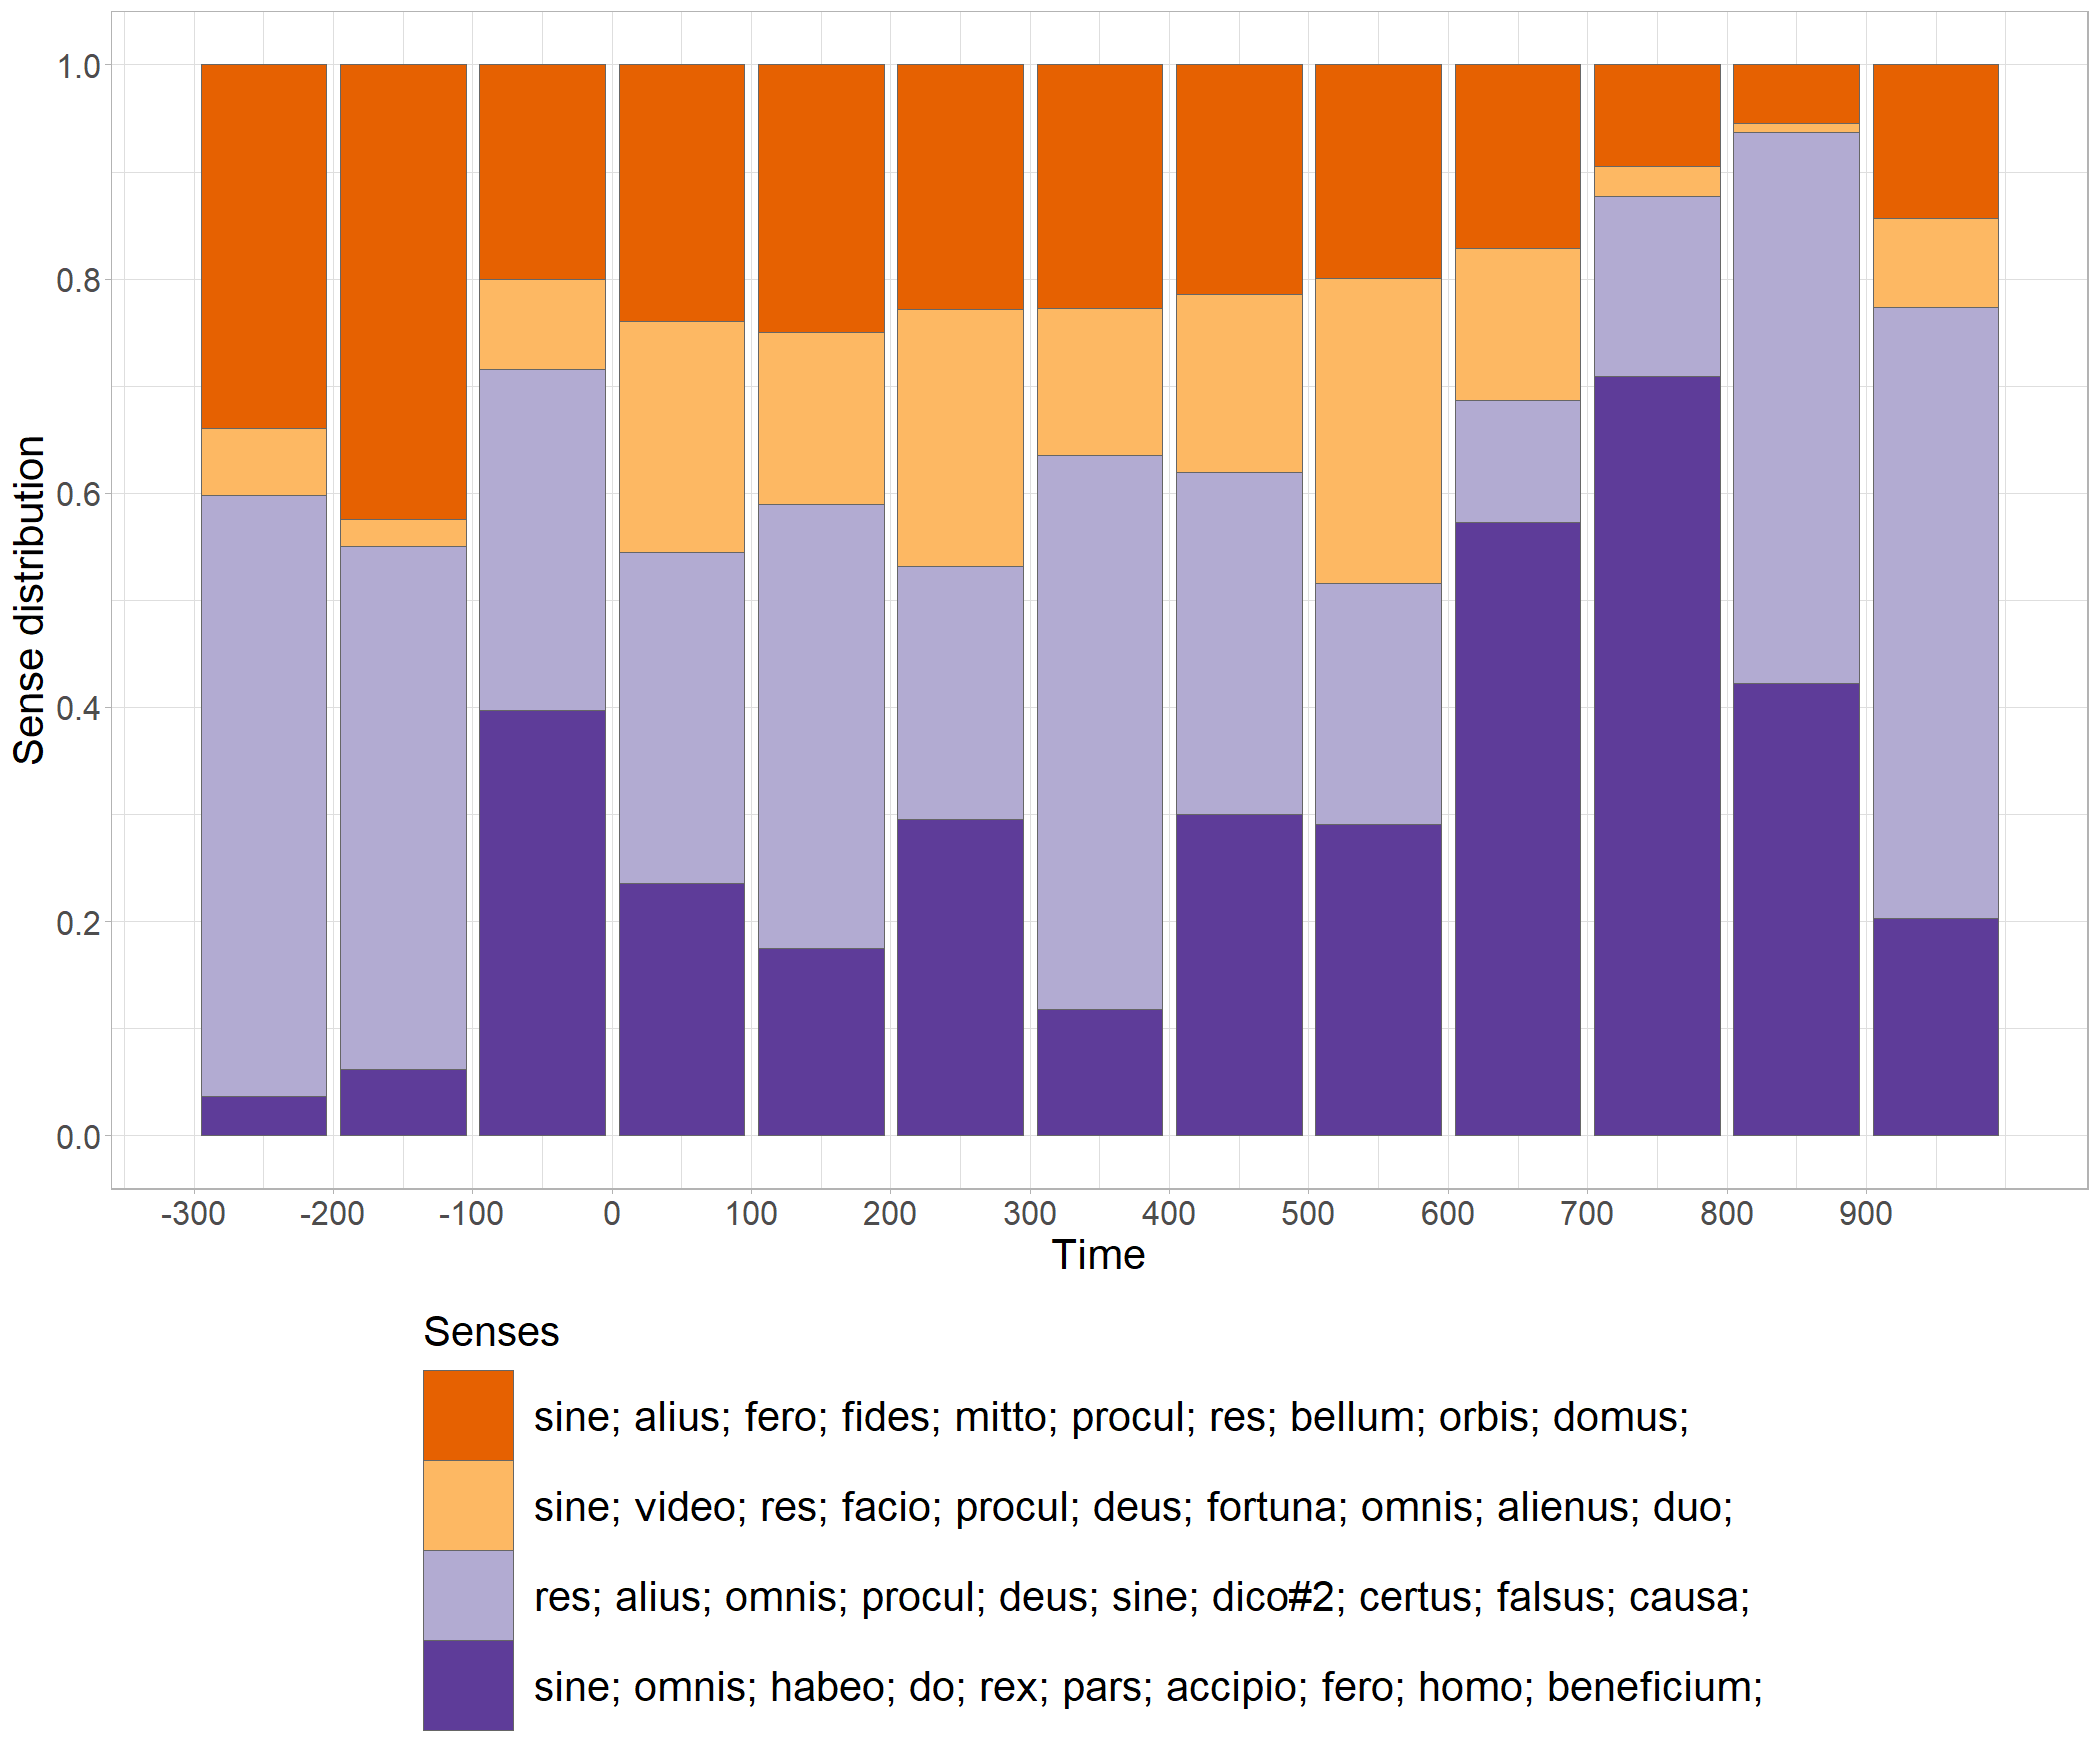 1.0
0.8
0.6
0.4
0.2
0.0
Sense distribution
-300 -200 -100 0 100 200 300 400 500 600 700 800 900
Time
Senses
sine; alius; fero; fides; mitto; procul; res; bellum; orbis; domus;
sine; video; res; facio; procul; deus; fortuna; omnis; alienus; duo;
res; alius; omnis; procul; deus; sine; dico#2; certus; falsus; causa;
sine; omnis; habeo; do; rex; pars; accipio; fero; homo; beneficium;